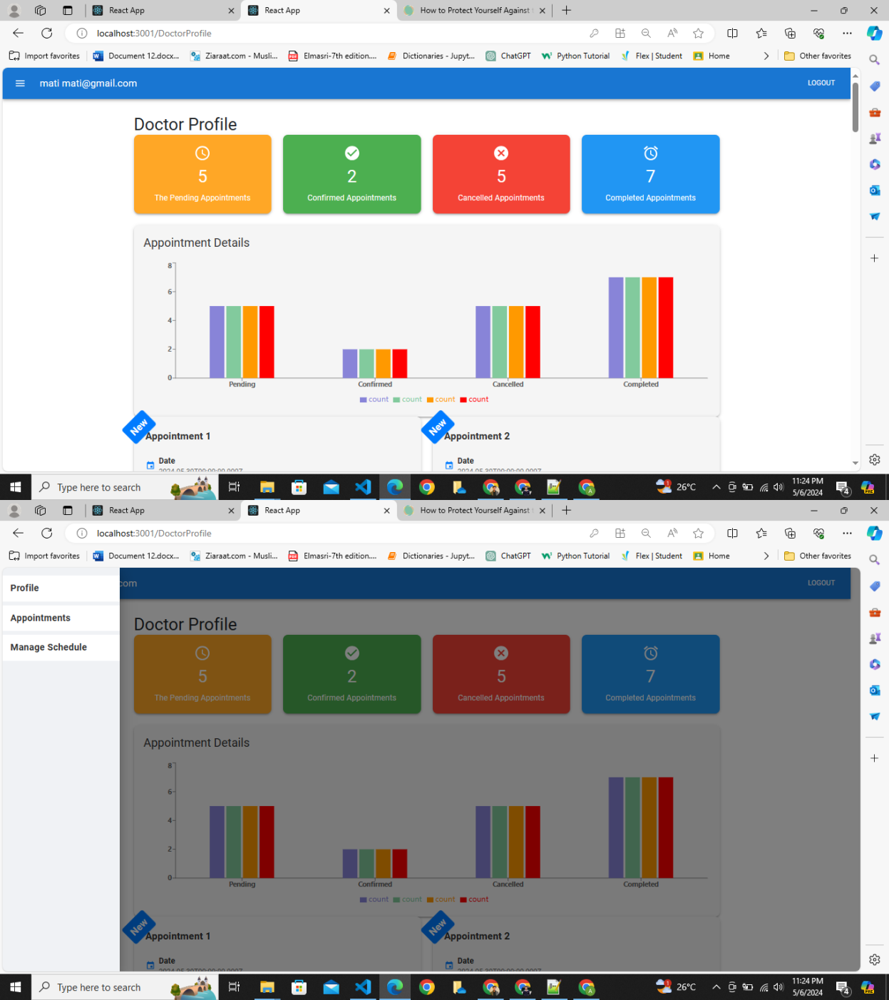 React App
React App
How to Protect Yourself Against
localhost:3001/DoctorProfile
Import favorites
Document 12.docx...
Ziaraat.com - Musli...
Elmasri-7th edition....
Dictionaries - Jupyt...
ChatGPT
Python Tutorial
Flex | Student
Home
Other favorites
mati mati@gmail.com
LOGOUT
Doctor Profile
5
The Pending Appointments
2
Confirmed Appointments
5
Cancelled Appointments
7
Completed Appointments
Appointment Details
8
6
4
2
0
Pending
Confirmed
Cancelled
Completed
count count count count
New
Appointment 1
Date
New
Appointment 2
Date
Type here to search
26°C
11:24 PM
5/6/2024
4
React App
React App
How to Protect Yourself Against
localhost:3001/DoctorProfile
Import favorites
Document 12.docx...
Ziaraat.com - Musli...
Elmasri-7th edition....
Dictionaries - Jupyt...
ChatGPT
Python Tutorial
Flex | Student
Home
Other favorites
Profile
Appointments
Manage Schedule
com
LOGOUT
Doctor Profile
5
The Pending Appointments
2
Confirmed Appointments
5
Cancelled Appointments
7
Completed Appointments
Appointment Details
8
6
4
2
0
Pending
Confirmed
Cancelled
Completed
count count count count
New
Appointment 1
Date
New
Appointment 2
Date
Type here to search
26°C
11:24 PM
5/6/2024
4